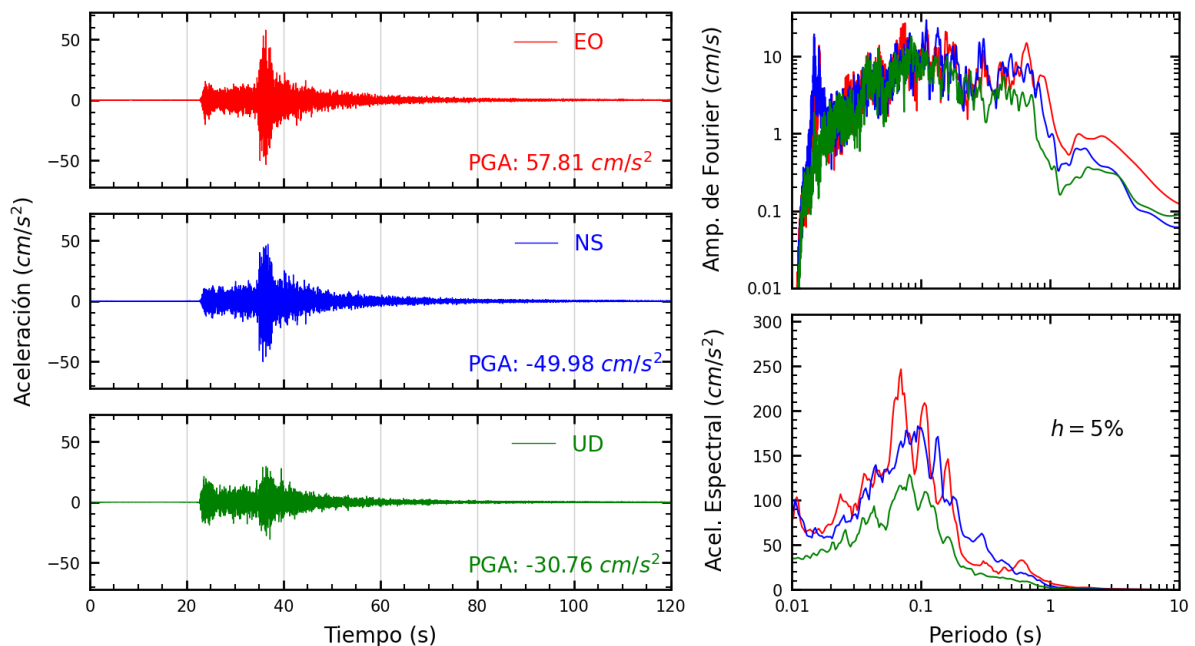 Aceleración (cm/s²)
50
0
−50
EO
PGA: 57.81 cm/s²
50
0
−50
NS
PGA: -49.98 cm/s²
50
0
−50
UD
PGA: -30.76 cm/s²
0 20 40 60 80 100 120
Tiempo (s)
Amp. de Fourier (cm/s)
10
1
0.1
0.01
Acel. Espectral (cm/s²)
300
250
200
150
100
50
0
h = 5%
0.01 0.1 1 10
Periodo (s)